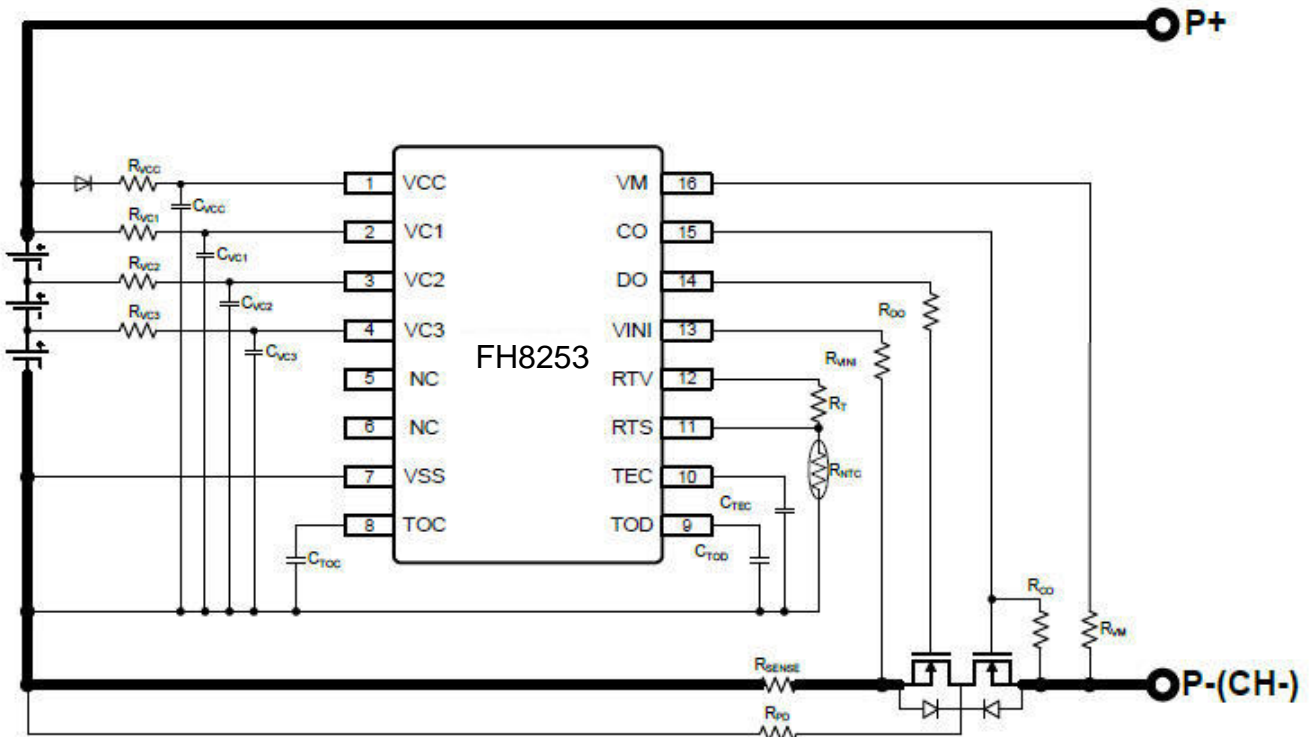 P+
RVCC
1 VCC
VM 16
CVCC
RVC1
2 VC1
CO 15
CVC1
RVC2
3 VC2
DO 14
CVC2
RDO
RVC3
4 VC3
VINI 13
CVC3
FH8253
RVINI
5 NC
RTV 12
RT
6 NC
RTS 11
RNTC
7 VSS
TEC 10
CTEC
8 TOC
TOD 9
CTOC
CTOD
RCO
RVM
RSENSE
P-(CH-)
RPD